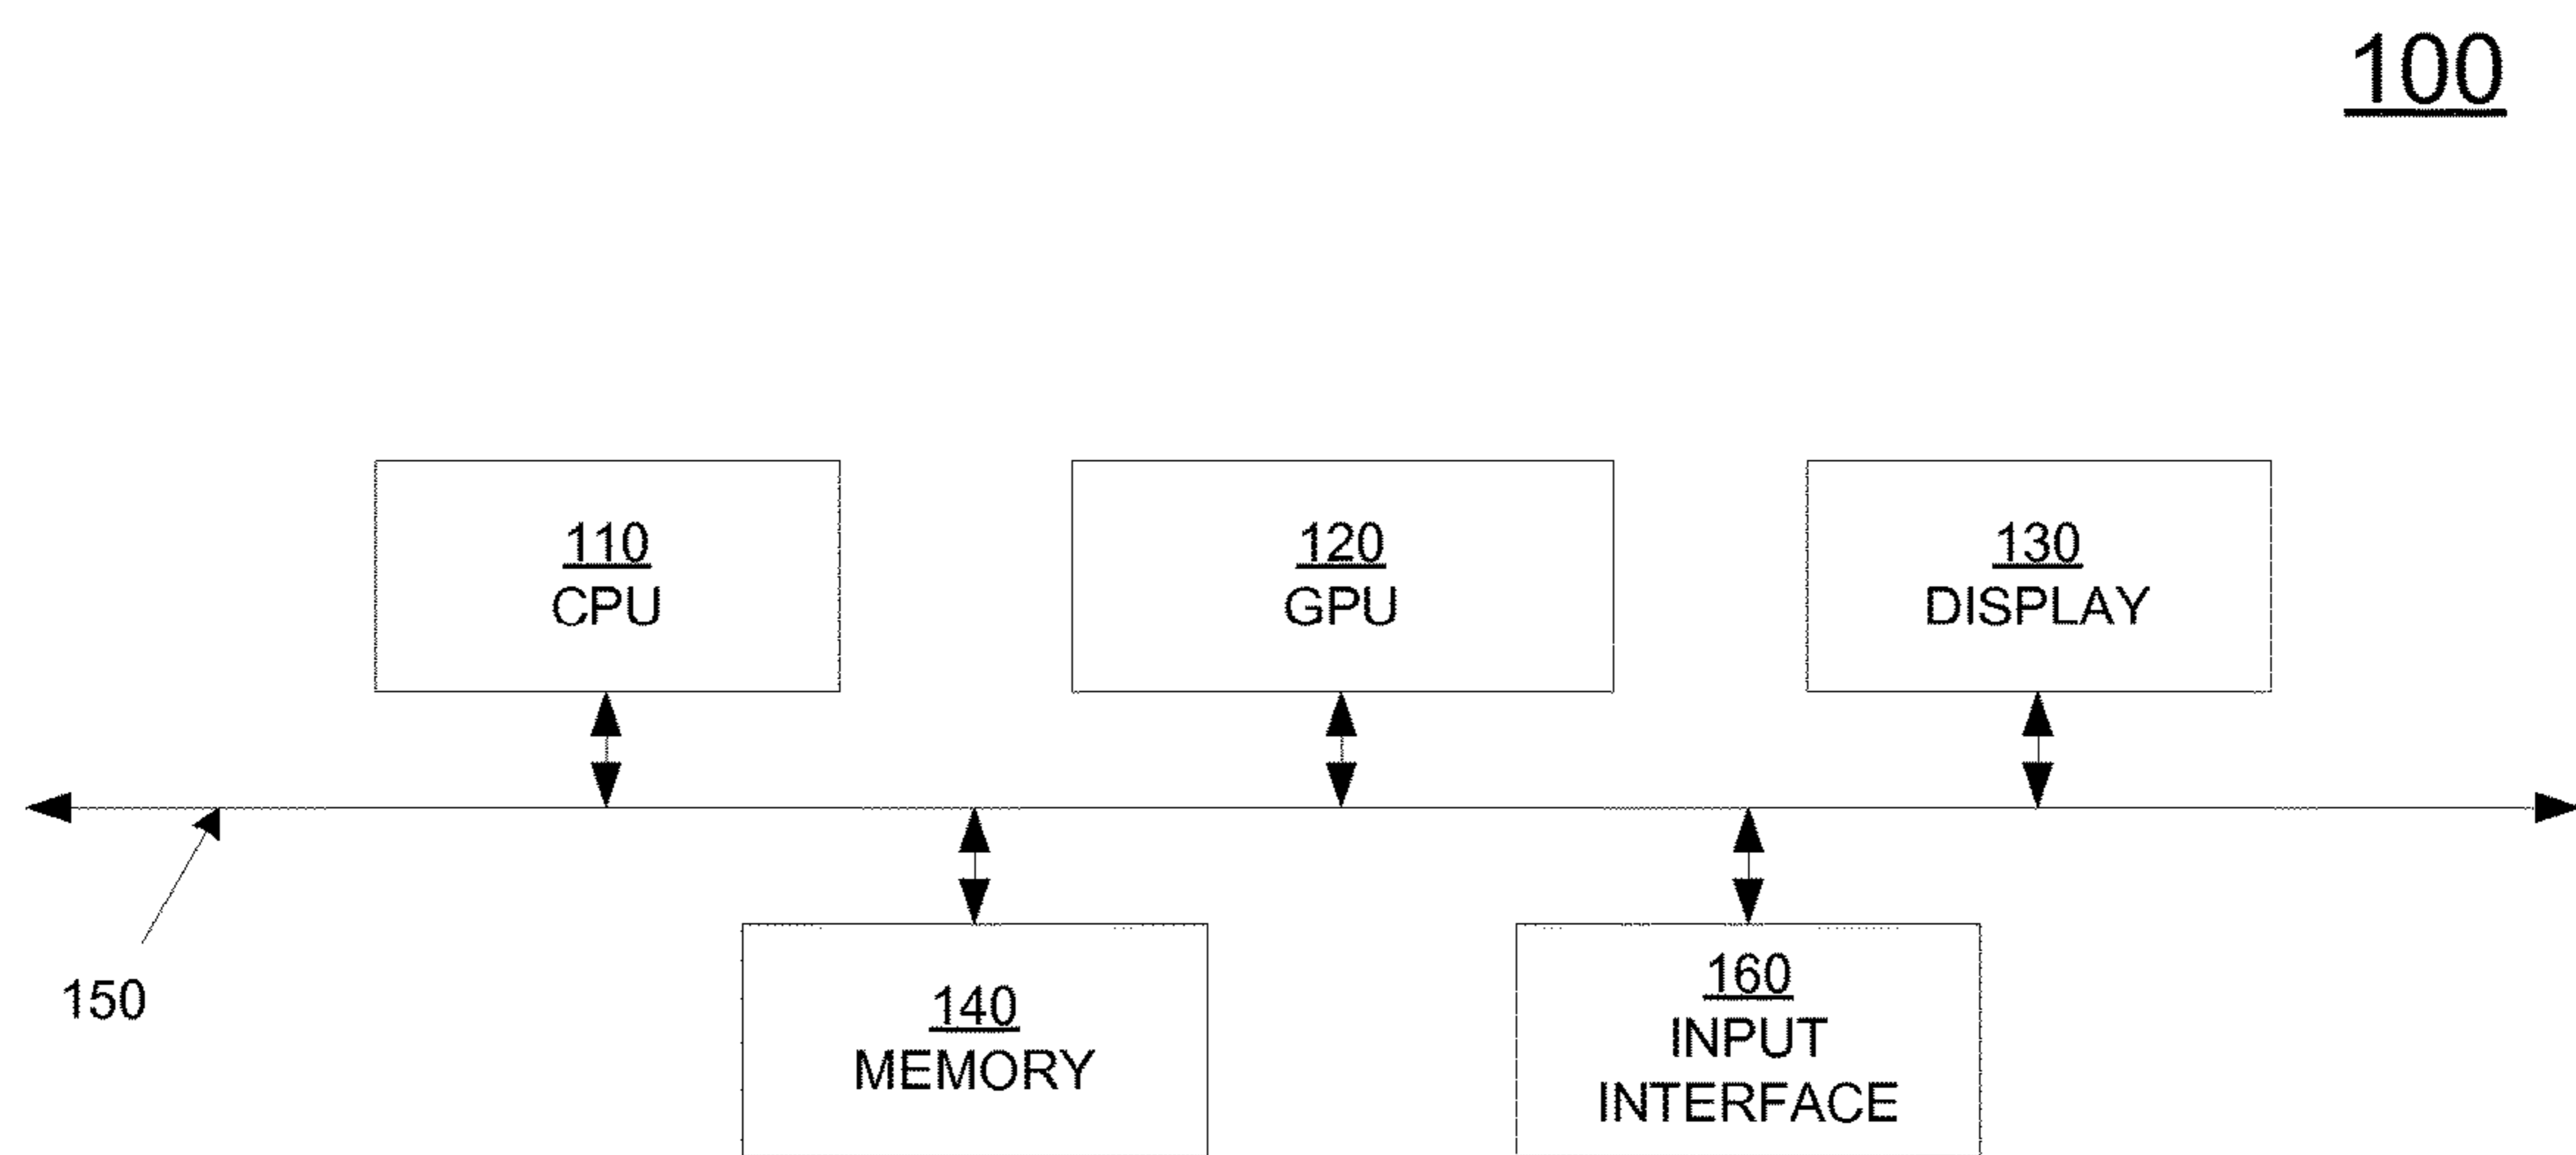 100
110
CPU
120
GPU
130
DISPLAY
150
140
MEMORY
160
INPUT
INTERFACE